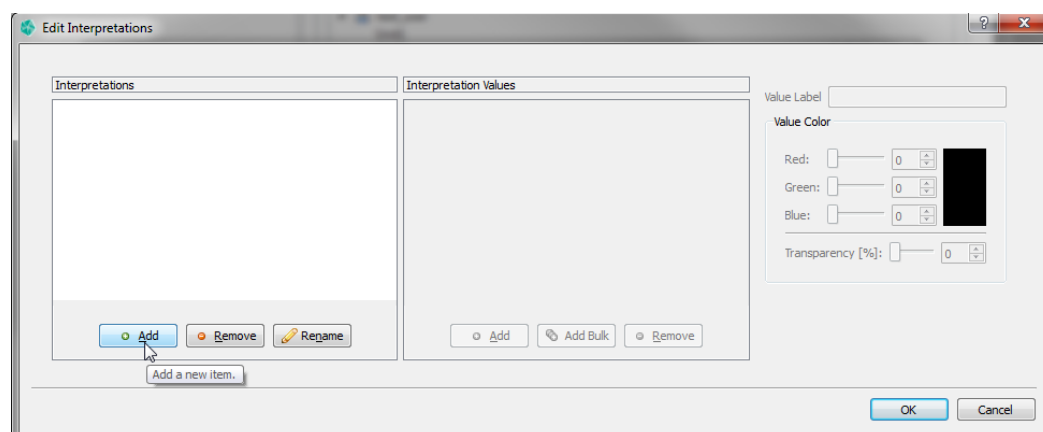 Edit Interpretations
?
X
Interpretations
Interpretation Values
Value Label
Value Color
Red: 0
Green: 0
Blue: 0
Transparency [%]: 0
Add
Remove
Rename
Add
Add Bulk
Remove
Add a new item.
OK
Cancel